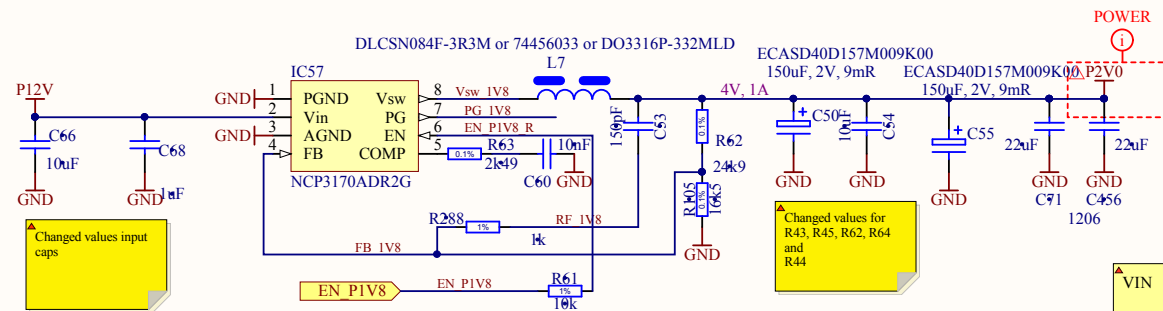 POWER
DLCSN084F-3R3M or 74456033 or DO3316P-332MLD
L7
ECASD40D157M009K00
150uF, 2V, 9mR
ECASD40D157M009K00
150uF, 2V, 9mR
P2V0
P12V
IC57
GND
1
PGND
Vsw
8
Vsw_1V8
2
Vin
PG
7
PG_1V8
4V, 1A
GND
3
AGND
EN
6
EN_P1V8_R
4
FB
COMP
5
NCP3170ADR2G
C66
10uF
GND
C68
1uF
GND
R63
0.1%
2k49
10nF
C60
GND
150pF
C53
0.1%
R62
24k9
R105
0.1%
16k5
GND
C50
GND
10uF
C54
GND
C55
GND
22uF
GND
C71
22uF
GND
C456
1206
R288
1%
1k
RF_1V8
FB_1V8
EN_P1V8
EN_P1V8
R61
1%
10k
Changed values input
caps
Changed values for
R43, R45, R62, R64
and
R44
VIN